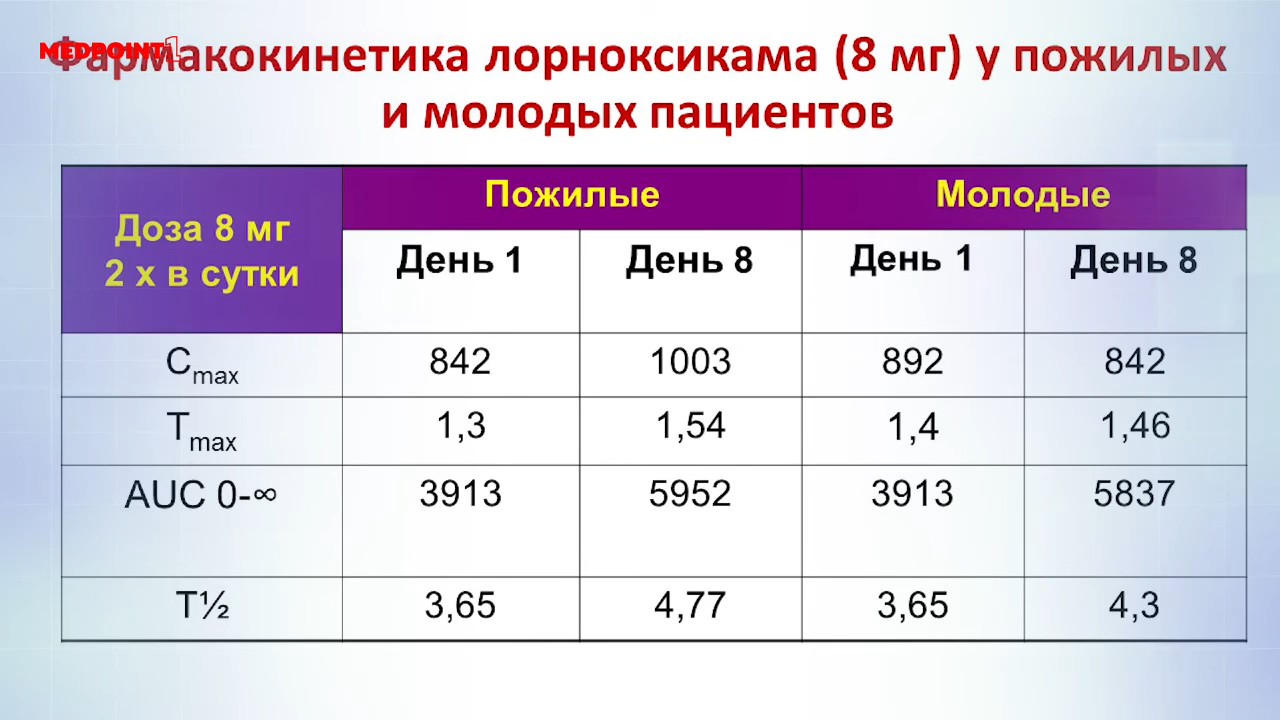 MEDPOINT1
Фармакокинетика лорноксикама (8 мг) у пожилых
и молодых пациентов
Доза 8 мг
2 х в сутки
Пожилые Молодые
День 1 День 8 День 1 День 8
Cmax 842 1003 892 842
Tmax 1,3 1,54 1,4 1,46
AUC 0-∞ 3913 5952 3913 5837
T½ 3,65 4,77 3,65 4,3